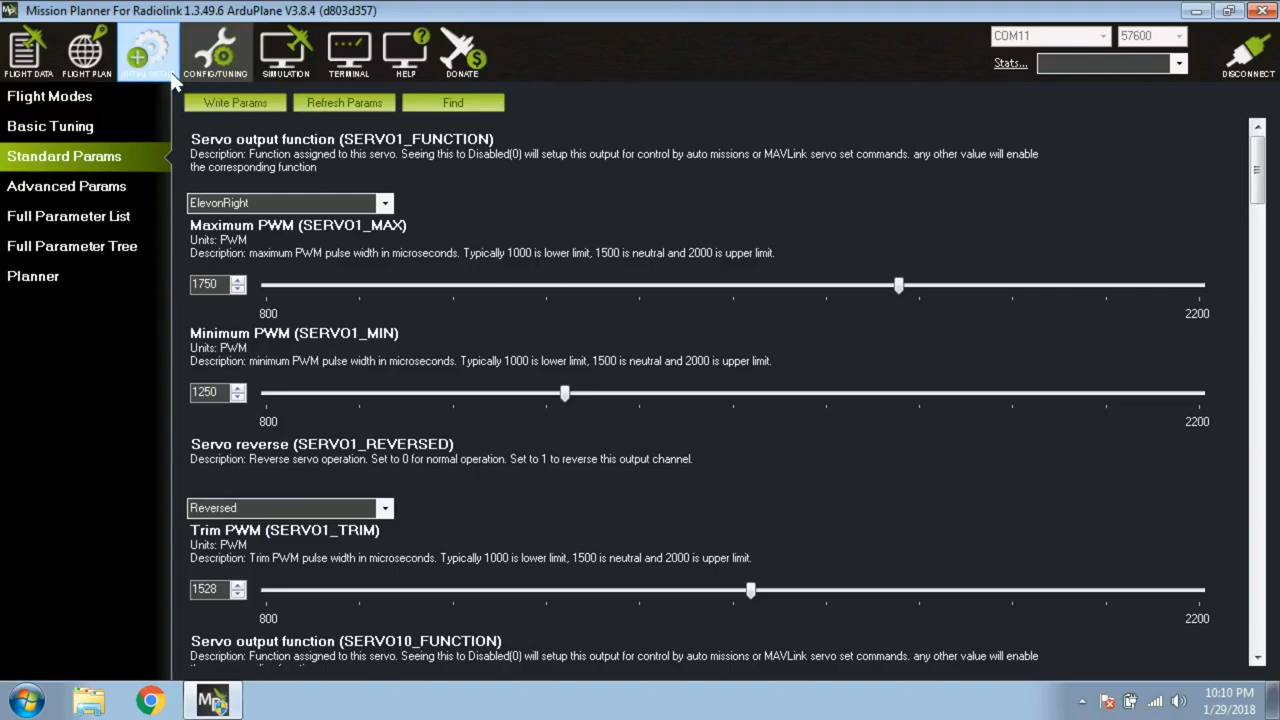 Mission Planner For Radiolink 1.3.49.6 ArduPlane V3.8.4 (d803d357)
FLIGHT DATA
FLIGHT PLAN
CONFIG/TUNING
SIMULATION
TERMINAL
HELP
DONATE
COM11
57600
Stats...
DISCONNECT
Flight Modes
Basic Tuning
Standard Params
Advanced Params
Full Parameter List
Full Parameter Tree
Planner
Write Params
Refresh Params
Find
Servo output function (SERVO1_FUNCTION)
Description: Function assigned to this servo. Seeing this to Disabled(0) will setup this output for control by auto missions or MAVLink servo set commands. any other value will enable
the corresponding function
ElevonRight
Maximum PWM (SERVO1_MAX)
Units: PWM
Description: maximum PWM pulse width in microseconds. Typically 1000 is lower limit, 1500 is neutral and 2000 is upper limit.
1750
800
2200
Minimum PWM (SERVO1_MIN)
Units: PWM
Description: minimum PWM pulse width in microseconds. Typically 1000 is lower limit, 1500 is neutral and 2000 is upper limit.
1250
800
2200
Servo reverse (SERVO1_REVERSED)
Description: Reverse servo operation. Set to 0 for normal operation. Set to 1 to reverse this output channel.
Reversed
Trim PWM (SERVO1_TRIM)
Units: PWM
Description: Trim PWM pulse width in microseconds. Typically 1000 is lower limit, 1500 is neutral and 2000 is upper limit.
1528
800
2200
Servo output function (SERVO10_FUNCTION)
Description: Function assigned to this servo. Seeing this to Disabled(0) will setup this output for control by auto missions or MAVLink servo set commands. any other value will enable
10:10 PM
1/29/2018